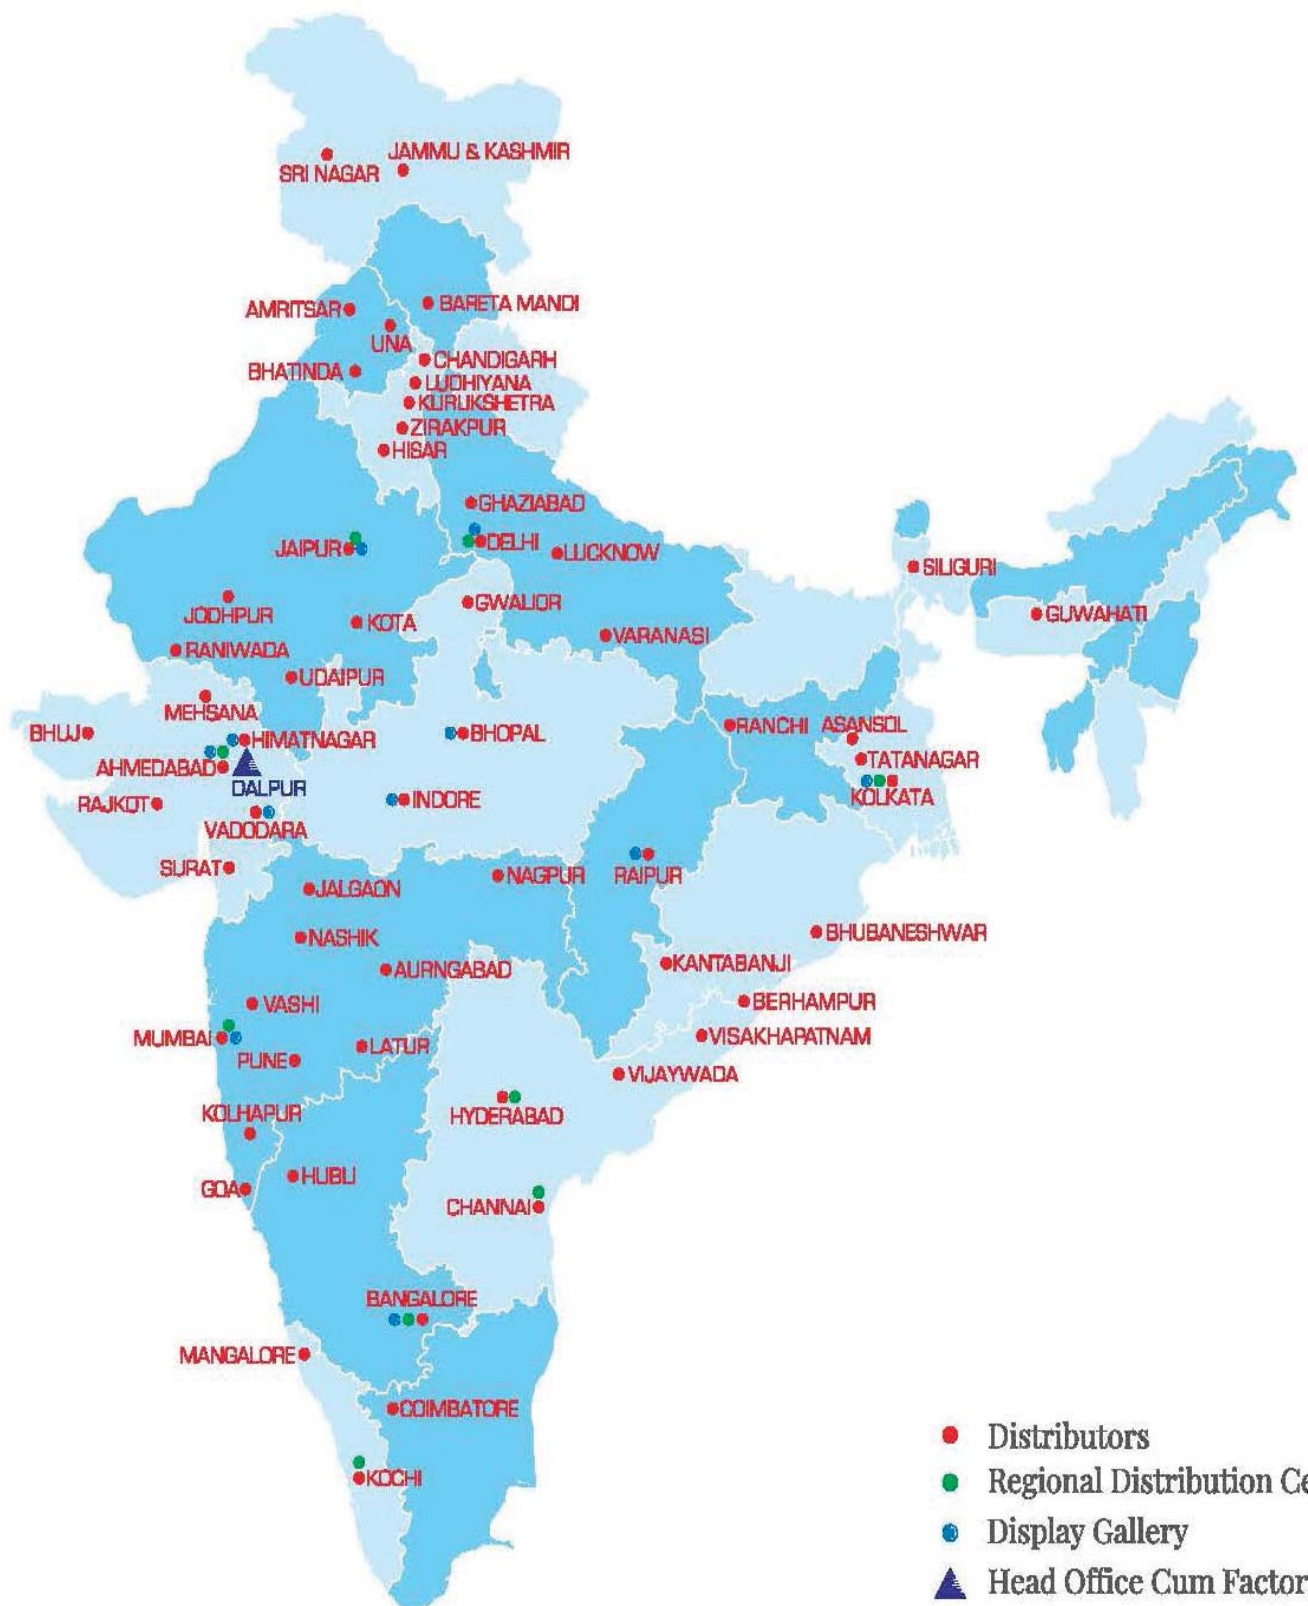 JAMMU & KASHMIR
SRI NAGAR
AMRITSAR
BARETA MANDI
UNA
CHANDIGARH
BHATINDA
LUDHIYANA
KURUKSHETRA
ZIRAKPUR
HISAR
GHAZIABAD
JAIPUR
DELHI
LUCKNOW
SILIGURI
JODHPUR
GWALIOR
GUWAHATI
KOTA
VARANASI
RANIWADA
UDAIPUR
MEHSANA
BHUJ
HIMATNAGAR
BHOPAL
RANCHI
ASANSOL
AHMEDABAD
TATANAGAR
DALPUR
RAJKOT
INDORE
KOLKATA
VADODARA
SURAT
JALGAON
NAGPUR
RAIPUR
NASHIK
BHUBANESHWAR
AURNGABAD
KANTABANJI
VASHI
BERHAMPUR
MUMBAI
VISAKHAPATNAM
PUNE
LATUR
VIJAYWADA
KOLHAPUR
HYDERABAD
HUBLI
GOA
CHANNAI
BANGALORE
MANGALORE
COIMBATORE
KOCHI
Distributors
Regional Distribution Ce
Display Gallery
Head Office Cum Factor